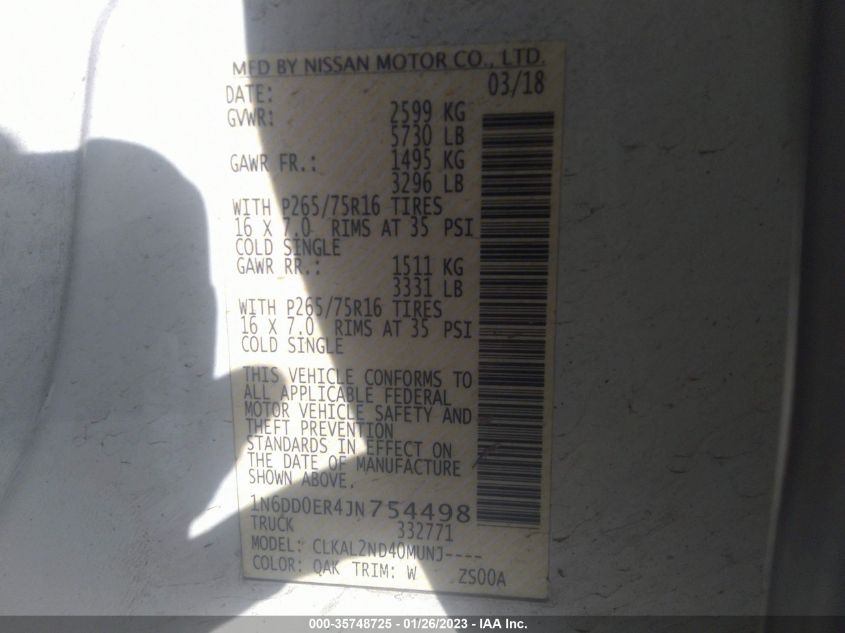 MFD BY NISSAN MOTOR CO., LTD.
DATE: 03/18
GVWR: 2599 KG
5730 LB
GAWR FR.: 1495 KG
3296 LB
WITH P265/75R16 TIRES
16 X 7.0 RIMS AT 35 PSI
COLD SINGLE
GAWR RR.: 1511 KG
3331 LB
WITH P265/75R16 TIRES
16 X 7.0 RIMS AT 35 PSI
COLD SINGLE
THIS VEHICLE CONFORMS TO
ALL APPLICABLE FEDERAL
MOTOR VEHICLE SAFETY AND
THEFT PREVENTION
STANDARDS IN EFFECT ON
THE DATE OF MANUFACTURE
SHOWN ABOVE.
1N6DD0ER4JN754498
TRUCK 332771
MODEL: CLKAL2ND40MUNJ----
COLOR: QAK TRIM: W ZS00A
000-35748725 - 01/26/2023 - IAA Inc.